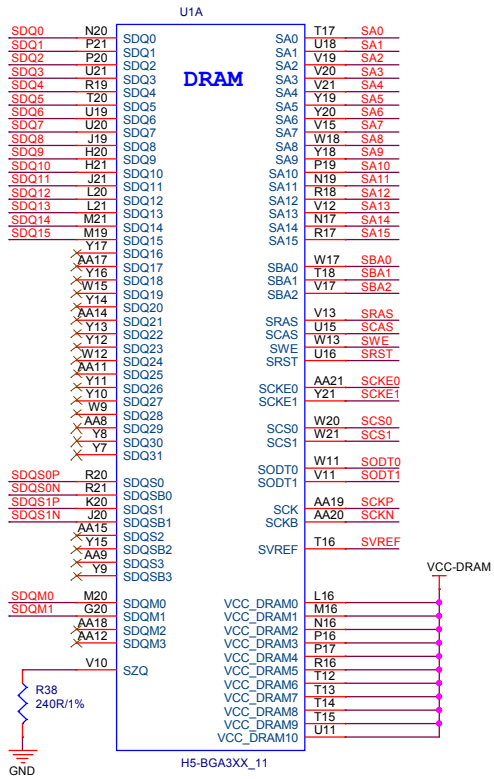 U1A
DRAM
SDQ0 N20 SDQ0 SA0 T17 SA0
SDQ1 P21 SDQ1 SA1 U18 SA1
SDQ2 P20 SDQ2 SA2 V19 SA2
SDQ3 U21 SDQ3 SA3 V20 SA3
SDQ4 R19 SDQ4 SA4 V21 SA4
SDQ5 T20 SDQ5 SA5 Y19 SA5
SDQ6 U19 SDQ6 SA6 Y20 SA6
SDQ7 U20 SDQ7 SA7 V15 SA7
SDQ8 J19 SDQ8 SA8 W18 SA8
SDQ9 H20 SDQ9 SA9 Y18 SA9
SDQ10 H21 SDQ10 SA10 P19 SA10
SDQ11 J21 SDQ11 SA11 N19 SA11
SDQ12 L20 SDQ12 SA12 R18 SA12
SDQ13 L21 SDQ13 SA13 V12 SA13
SDQ14 M21 SDQ14 SA14 N17 SA14
SDQ15 M19 SDQ15 SA15 R17 SA15
Y17 SDQ16
AA17 SDQ17 SBA0 W17 SBA0
Y16 SDQ18 SBA1 T18 SBA1
W15 SDQ19 SBA2 V17 SBA2
Y14 SDQ20
AA14 SDQ21 SRAS V13 SRAS
Y13 SDQ22 SCAS U15 SCAS
Y12 SDQ23 SWE W13 SWE
W12 SDQ24 SRST U16 SRST
AA11 SDQ25
Y11 SDQ26 SCKE0 AA21 SCKE0
Y10 SDQ27 SCKE1 Y21 SCKE1
W9 SDQ28
AA8 SDQ29 SCS0 W20 SCS0
Y8 SDQ30 SCS1 W21 SCS1
Y7 SDQ31
SODT0 W11 SODT0
SDQS0P R20 SDQS0 SODT1 V11 SODT1
SDQS0N R21 SDQSB0
SDQS1P K20 SDQS1 SCK AA19 SCKP
SDQS1N J20 SDQSB1 SCKB AA20 SCKN
AA15 SDQS2
Y15 SDQSB2 SVREF T16 SVREF
AA9 SDQS3
Y9 SDQSB3
VCC-DRAM
SDQM0 M20 SDQM0 VCC_DRAM0 L16
SDQM1 G20 SDQM1 VCC_DRAM1 M16
AA18 SDQM2 VCC_DRAM2 N16
AA12 SDQM3 VCC_DRAM3 P16
VCC_DRAM4 P17
V10 SZQ VCC_DRAM5 R16
VCC_DRAM6 T12
R38 VCC_DRAM7 T13
240R/1% VCC_DRAM8 T14
VCC_DRAM9 T15
VCC_DRAM10 U11
GND
H5-BGA3XX_11